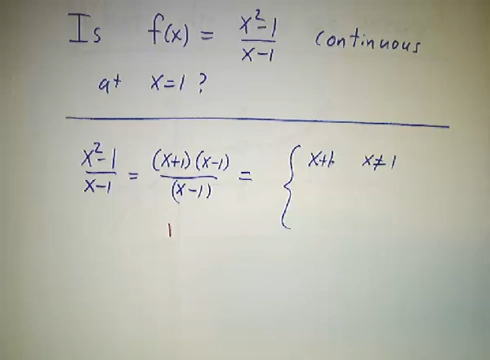 Is f(x) = x²-1 / x-1 continuous
at x=1 ?
x²-1 / x-1 = (x+1)(x-1) / (x-1) = { x+1, x≠1